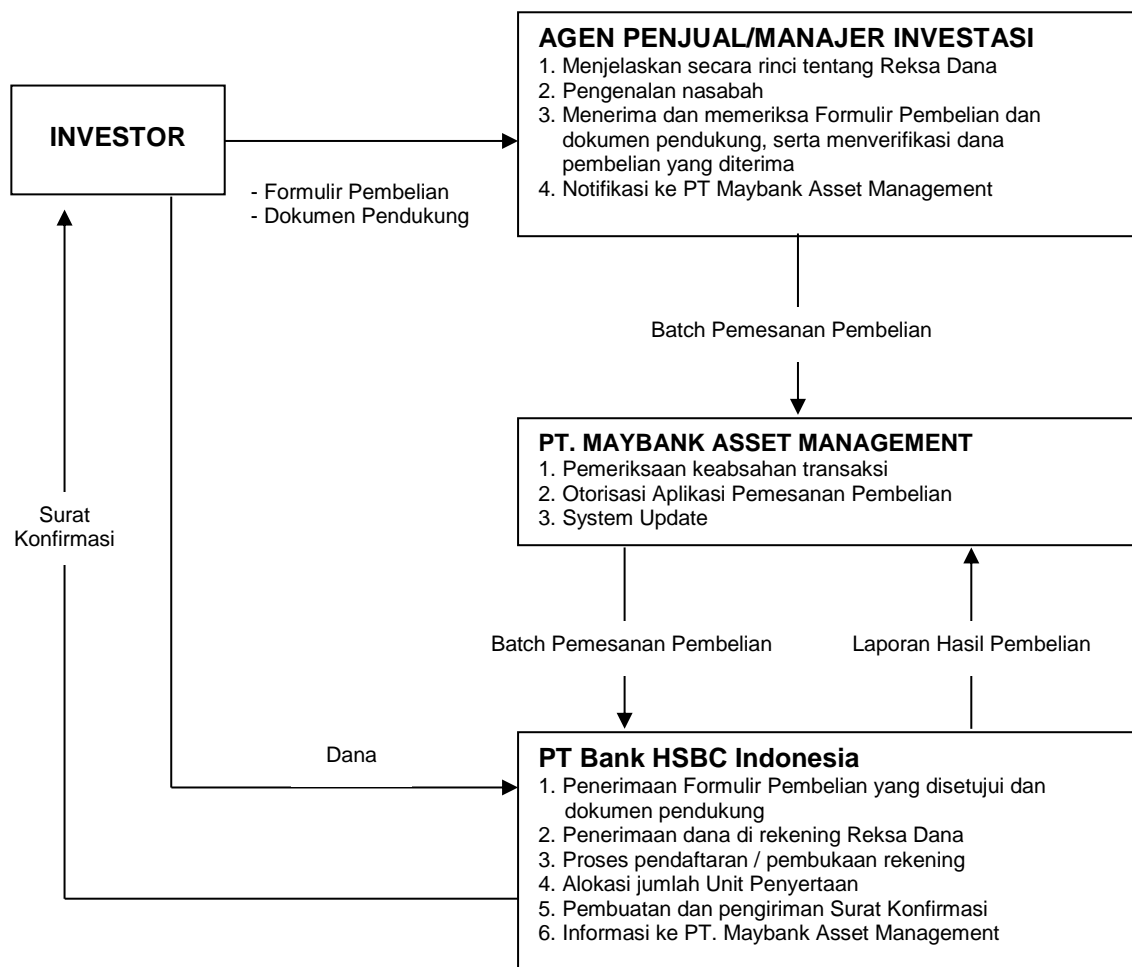 AGEN PENJUAL/MANAJER INVESTASI
1. Menjelaskan secara rinci tentang Reksa Dana
2. Pengenalan nasabah
3. Menerima dan memeriksa Formulir Pembelian dan
dokumen pendukung, serta menverifikasi dana
pembelian yang diterima
4. Notifikasi ke PT Maybank Asset Management
INVESTOR
- Formulir Pembelian
- Dokumen Pendukung
Batch Pemesanan Pembelian
PT. MAYBANK ASSET MANAGEMENT
1. Pemeriksaan keabsahan transaksi
2. Otorisasi Aplikasi Pemesanan Pembelian
3. System Update
Surat
Konfirmasi
Batch Pemesanan Pembelian
Laporan Hasil Pembelian
Dana
PT Bank HSBC Indonesia
1. Penerimaan Formulir Pembelian yang disetujui dan
dokumen pendukung
2. Penerimaan dana di rekening Reksa Dana
3. Proses pendaftaran / pembukaan rekening
4. Alokasi jumlah Unit Penyertaan
5. Pembuatan dan pengiriman Surat Konfirmasi
6. Informasi ke PT. Maybank Asset Management